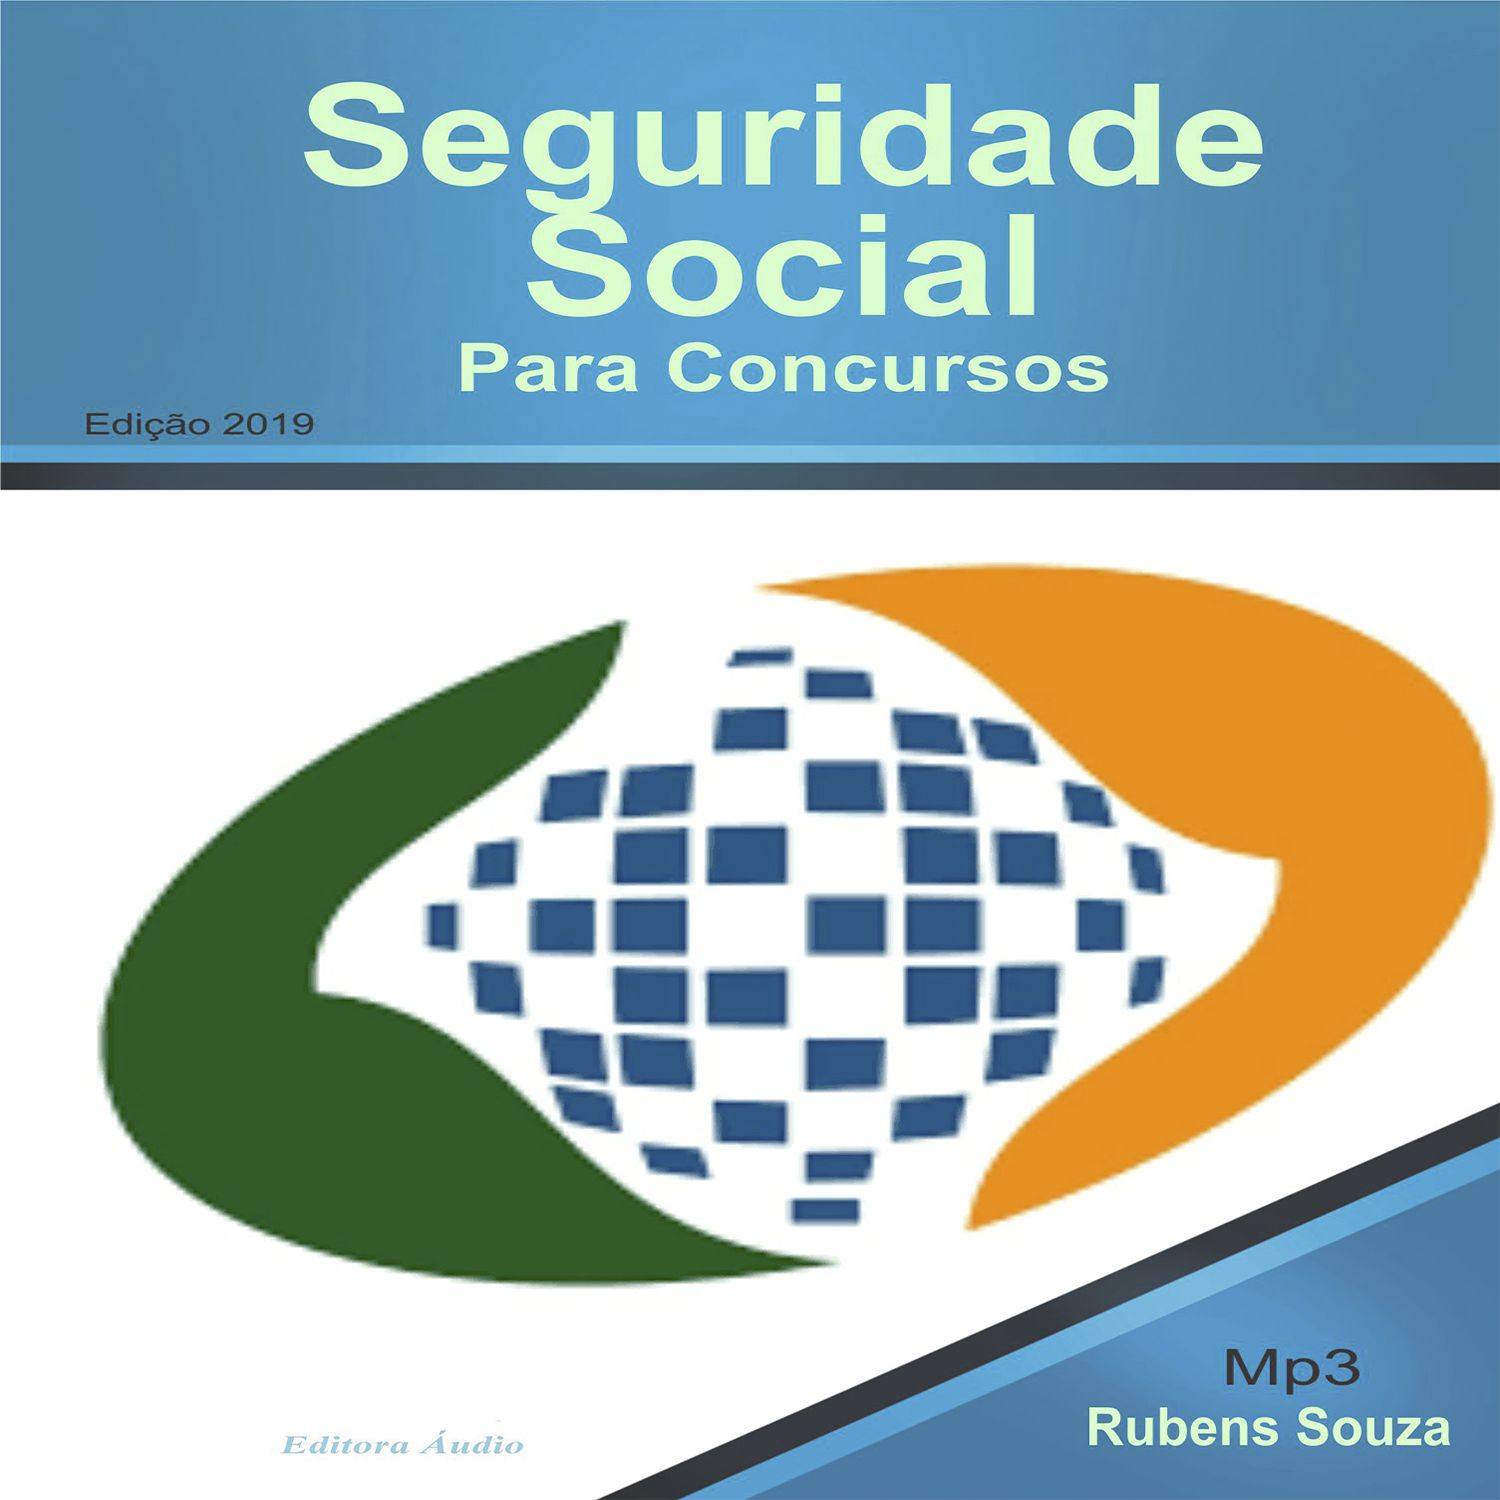 Seguridade
Social
Para Concursos
Edição 2019
Mp3
Rubens Souza
Editora Áudio